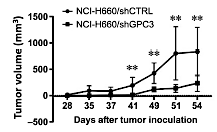 NCI-H660/shCTRL
NCI-H660/shGPC3
Tumor volume (mm³)
1500
1000
500
0
−500
** ** ** **
28 35 37 41 49 51 54
Days after tumor inoculation